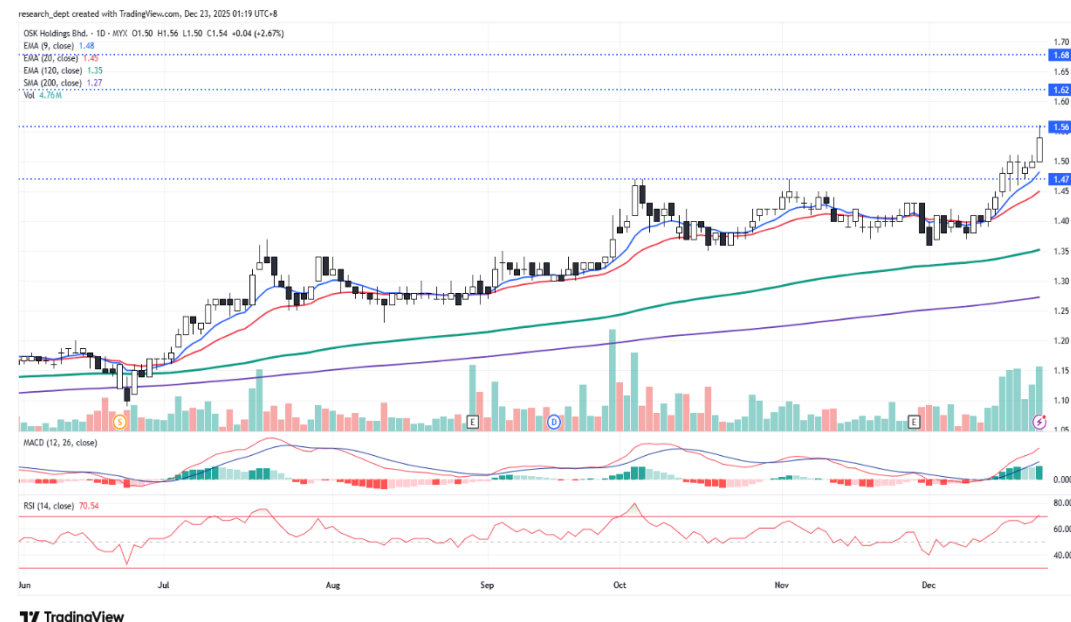 research_dept created with TradingView.com, Dec 23, 2025 01:19 UTC+8
OSK Holdings Bhd. · 1D · MYX O1.50 H1.56 L1.50 C1.54 +0.04 (+2.67%)
EMA (9, close) 1.48
EMA (20, close) 1.45
EMA (120, close) 1.35
SMA (200, close) 1.27
Vol 4.76M
1.70
1.68
1.65
1.62
1.60
1.56
1.50
1.47
1.45
1.40
1.35
1.30
1.25
1.20
1.15
1.10
1.05
S
E
D
E
MACD (12, 26, close)
0.000
RSI (14, close) 70.54
80.00
60.00
40.00
Jun Jul Aug Sep Oct Nov Dec
TradingView